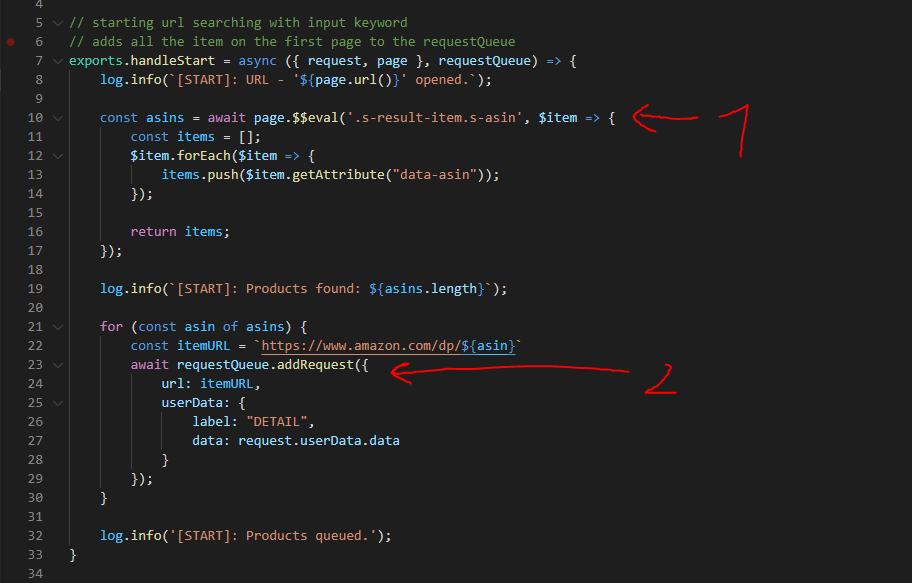 4
5 // starting url searching with input keyword
6 // adds all the item on the first page to the requestQueue
7 exports.handleStart = async ({ request, page }, requestQueue) => {
8     log.info(`[START]: URL - '${page.url()}' opened.`);
9
10     const asins = await page.$$eval('.s-result-item.s-asin', $item => { 1
11         const items = [];
12         $item.forEach($item => {
13             items.push($item.getAttribute("data-asin"));
14         });
15
16         return items;
17     });
18
19     log.info(`[START]: Products found: ${asins.length}`);
20
21     for (const asin of asins) {
22         const itemURL = `https://www.amazon.com/dp/${asin}`
23         await requestQueue.addRequest({ 2
24             url: itemURL,
25             userData: {
26                 label: "DETAIL",
27                 data: request.userData.data
28             }
29         });
30     }
31
32     log.info('[START]: Products queued.');
33 }
34